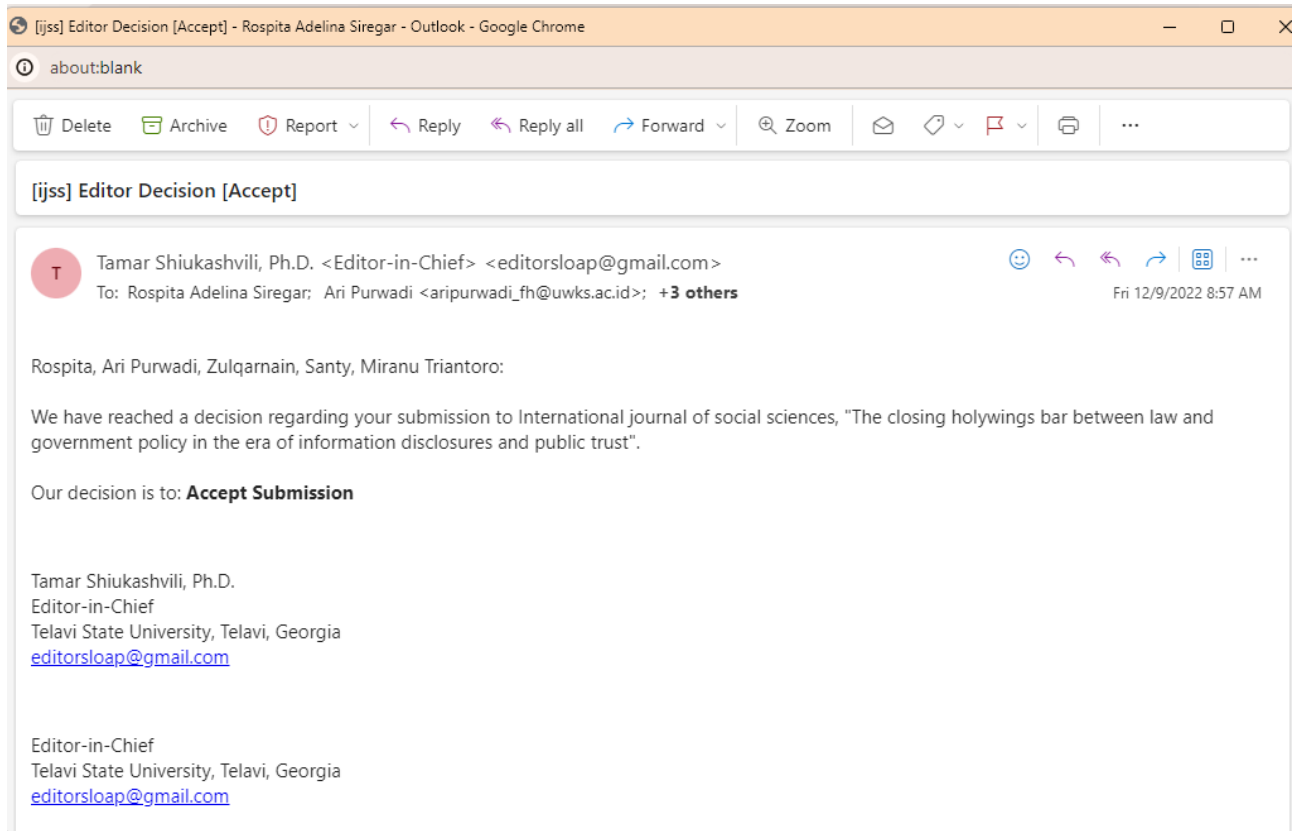 [ijss] Editor Decision [Accept] - Rospita Adelina Siregar - Outlook - Google Chrome
about:blank
Delete Archive Report Reply Reply all Forward Zoom ...
[ijss] Editor Decision [Accept]
T
Tamar Shiukashvili, Ph.D. <Editor-in-Chief> <editorsloap@gmail.com>
To: Rospita Adelina Siregar; Ari Purwadi <aripurwadi_fh@uwks.ac.id>; +3 others
Fri 12/9/2022 8:57 AM
Rospita, Ari Purwadi, Zulqarnain, Santy, Miranu Triantoro:
We have reached a decision regarding your submission to International journal of social sciences, "The closing holywings bar between law and
government policy in the era of information disclosures and public trust".
Our decision is to: Accept Submission
Tamar Shiukashvili, Ph.D.
Editor-in-Chief
Telavi State University, Telavi, Georgia
editorsloap@gmail.com
Editor-in-Chief
Telavi State University, Telavi, Georgia
editorsloap@gmail.com